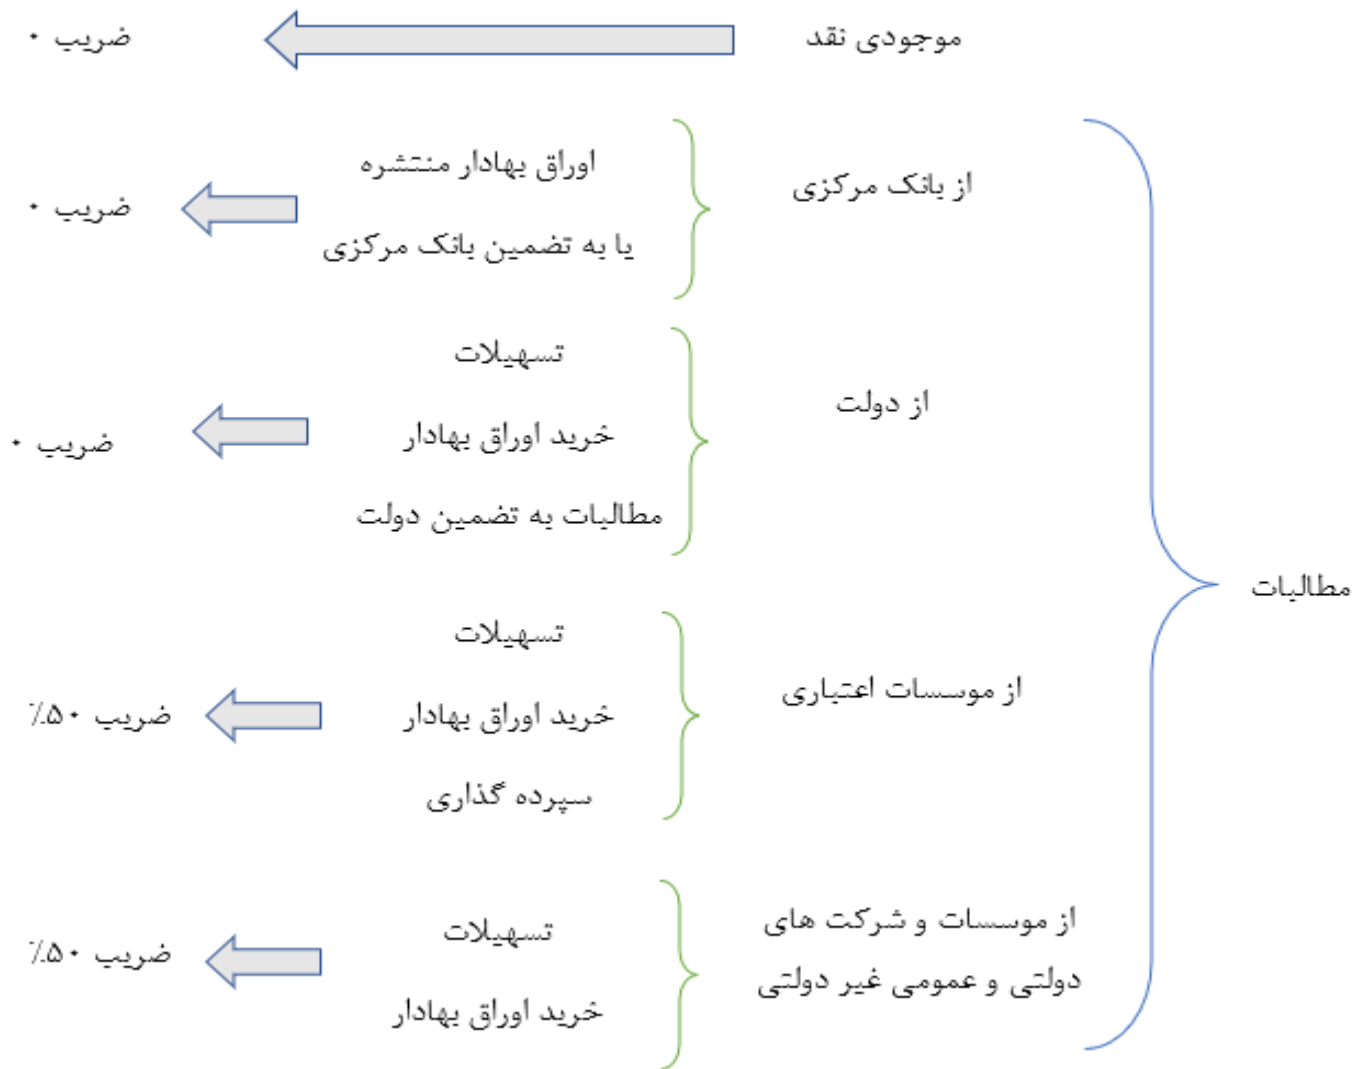 موجودی نقد
ضریب ۰
مطالبات
از بانک مرکزی
اوراق بهادار منتشره
یا به تضمین بانک مرکزی
ضریب ۰
از دولت
تسهیلات
خرید اوراق بهادار
مطالبات به تضمین دولت
ضریب ۰
از موسسات اعتباری
تسهیلات
خرید اوراق بهادار
سپرده گذاری
ضریب ۵۰٪
از موسسات و شرکت های
دولتی و عمومی غیر دولتی
تسهیلات
خرید اوراق بهادار
ضریب ۵۰٪